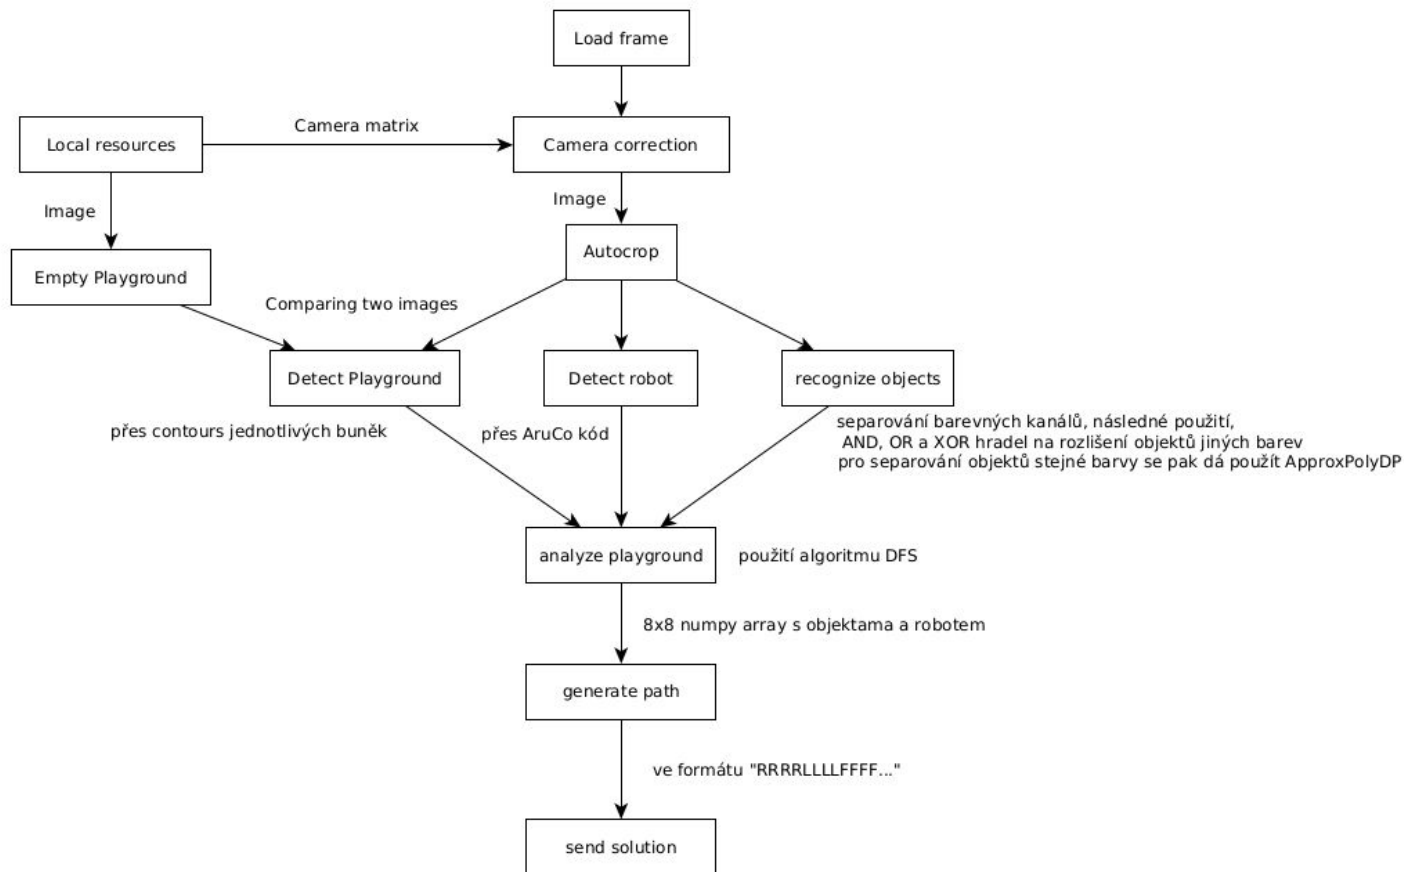 Load frame
Camera matrix
Local resources
Camera correction
Image
Image
Autocrop
Empty Playground
Comparing two images
Detect Playground
Detect robot
recognize objects
přes contours jednotlivých buněk
přes AruCo kód
separování barevných kanálů, následné použití,
AND, OR a XOR hradel na rozlišení objektů jiných barev
pro separování objektů stejné barvy se pak dá použít ApproxPolyDP
analyze playground
použití algoritmu DFS
8x8 numpy array s objektama a robotem
generate path
ve formátu "RRRRLLLLFFFF..."
send solution